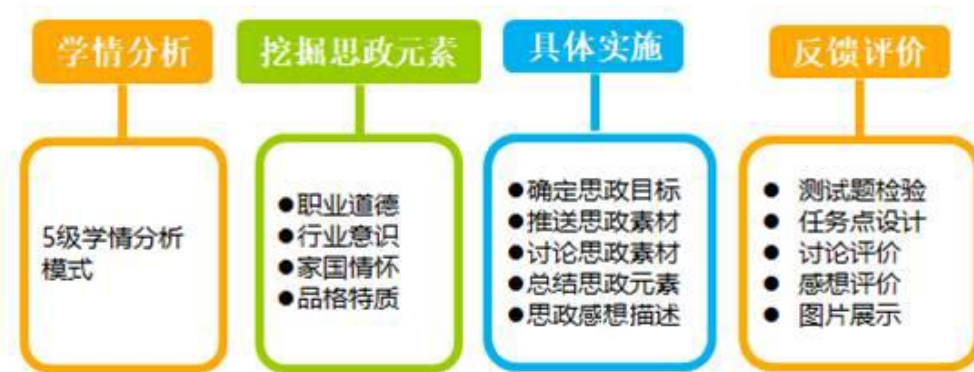 学情分析
挖掘思政元素
具体实施
反馈评价
5级学情分析
模式
●职业道德
●行业意识
●家国情怀
●品格特质
●确定思政目标
●推送思政素材
●讨论思政素材
●总结思政元素
●思政感想描述
● 测试题检验
● 任务点设计
● 讨论评价
● 感想评价
● 图片展示